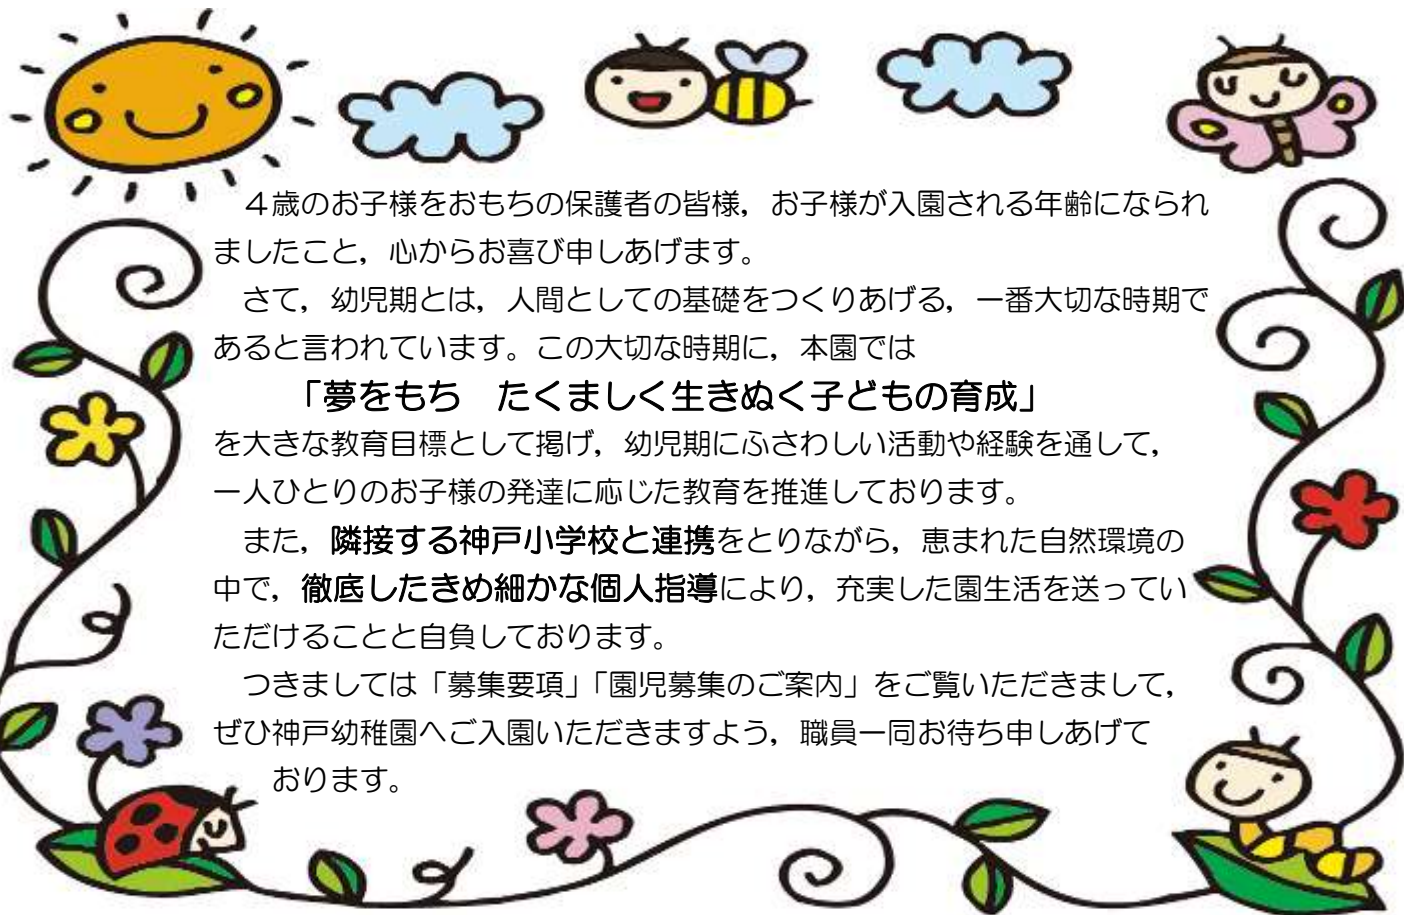 ４歳のお子様をおもちの保護者の皆様，お子様が入園される年齢になられ
ましたこと，心からお喜び申しあげます。
さて，幼児期とは，人間としての基礎をつくりあげる，一番大切な時期で
あると言われています。この大切な時期に，本園では
「夢をもち　たくましく生きぬく子どもの育成」
を大きな教育目標として掲げ，幼児期にふさわしい活動や経験を通して，
一人ひとりのお子様の発達に応じた教育を推進しております。
また，隣接する神戸小学校と連携をとりながら，恵まれた自然環境の
中で，徹底したきめ細かな個人指導により，充実した園生活を送ってい
ただけることと自負しております。
つきましては「募集要項」「園児募集のご案内」をご覧いただきまして，
ぜひ神戸幼稚園へご入園いただきますよう，職員一同お待ち申しあげて
おります。